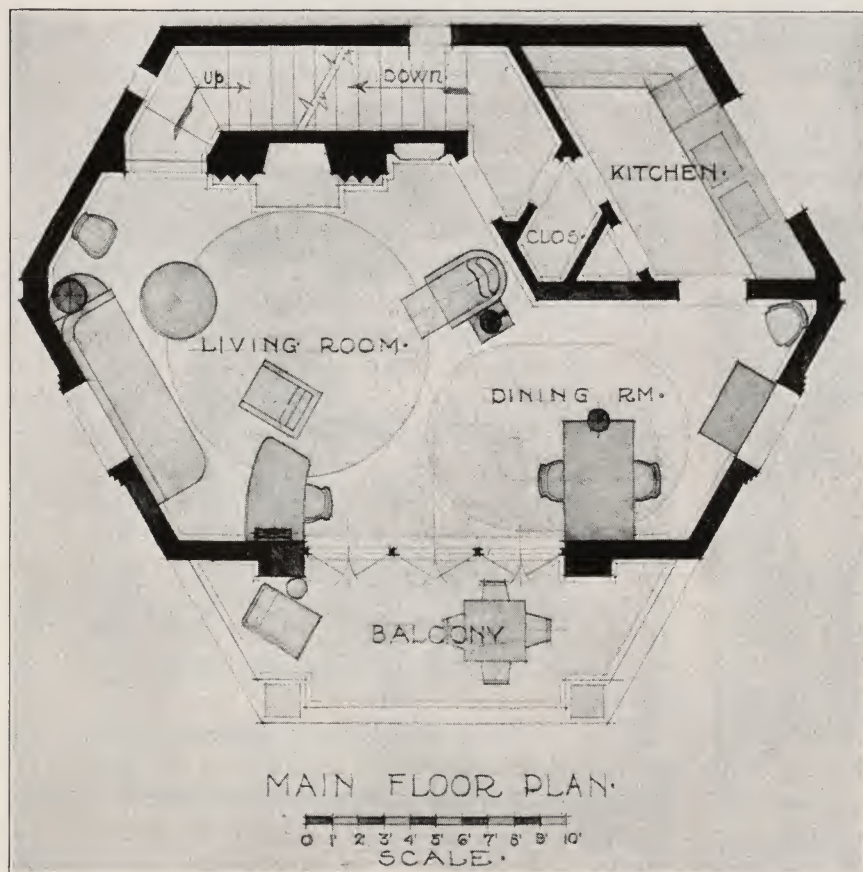 UP
DOWN
KITCHEN.
CLOS.
LIVING ROOM.
DINING RM.
BALCONY
MAIN FLOOR PLAN.
0 1' 2 3' 4' 5' 6' 7' 8' 9' 10'
SCALE.